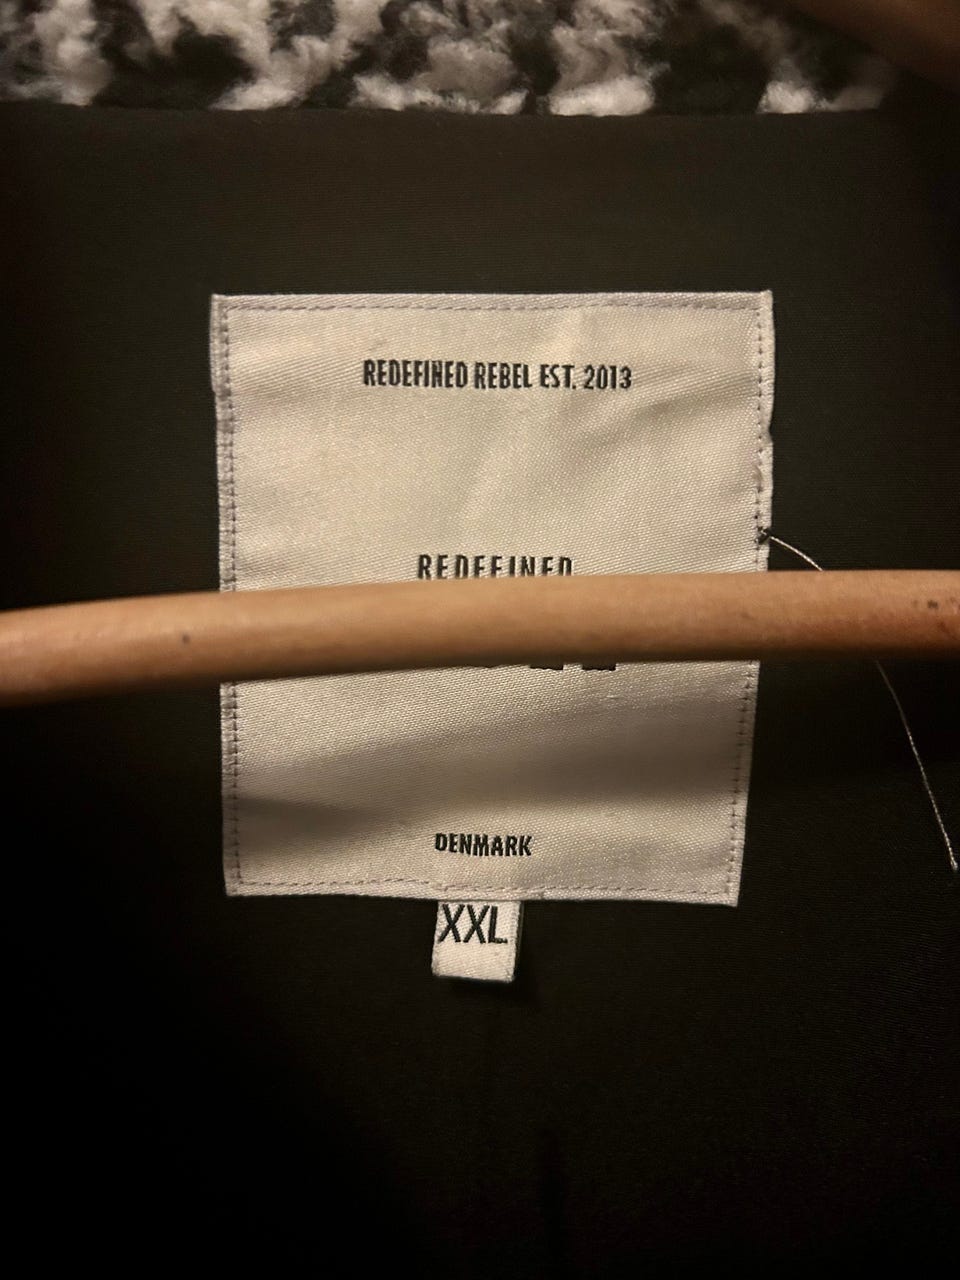 REDEFINED REBEL EST. 2013
REDEFINED
DENMARK
XXL